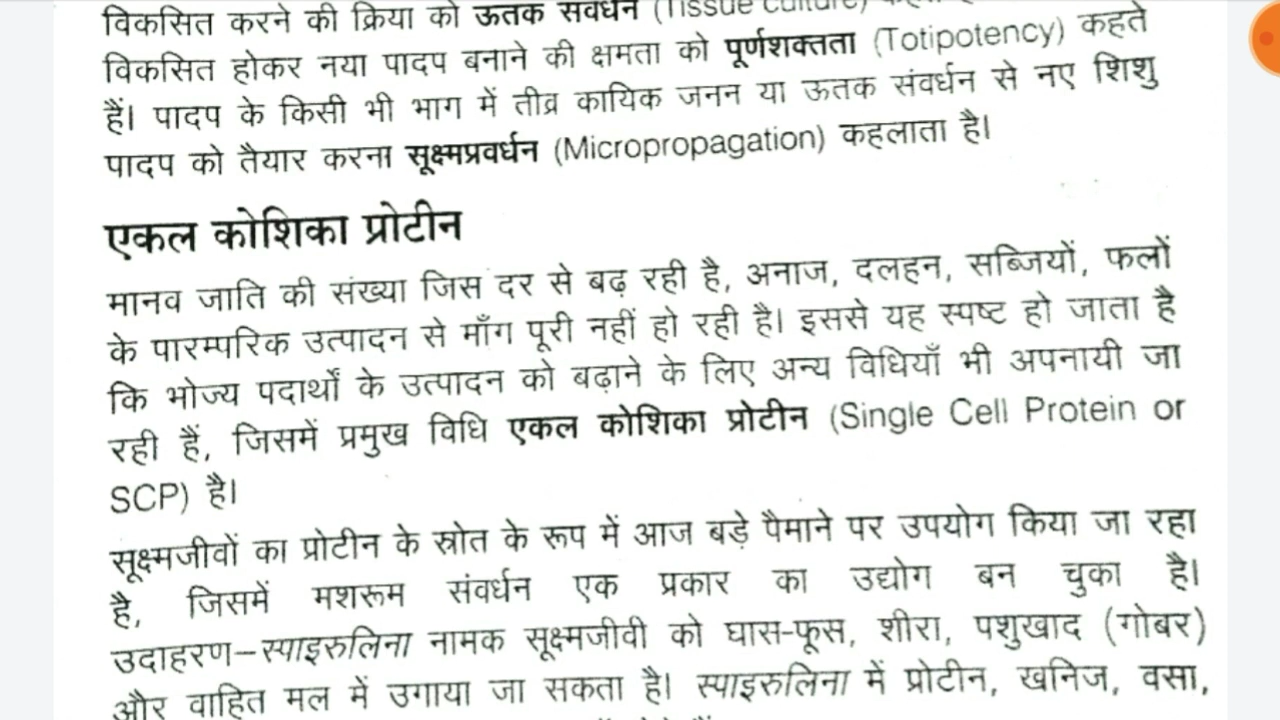 विकसित करने की क्रिया को ऊतक संवर्धन (Tissue Culture)
विकसित होकर नया पादप बनाने की क्षमता को पूर्णशक्तता (Totipotency) कहते
हैं। पादप के किसी भी भाग में तीव्र कायिक जनन या ऊतक संवर्धन से नए शिशु
पादप को तैयार करना सूक्ष्मप्रवर्धन (Micropropagation) कहलाता है।
एकल कोशिका प्रोटीन
मानव जाति की संख्या जिस दर से बढ़ रही है, अनाज, दलहन, सब्जियों, फलों
के पारम्परिक उत्पादन से माँग पूरी नहीं हो रही है। इससे यह स्पष्ट हो जाता है
कि भोज्य पदार्थों के उत्पादन को बढ़ाने के लिए अन्य विधियाँ भी अपनायी जा
रही हैं, जिसमें प्रमुख विधि एकल कोशिका प्रोटीन (Single Cell Protein or
SCP) है।
सूक्ष्मजीवों का प्रोटीन के स्रोत के रूप में आज बड़े पैमाने पर उपयोग किया जा रहा
है, जिसमें मशरूम संवर्धन एक प्रकार का उद्योग बन चुका है।
उदाहरण–स्पाइरुलिना नामक सूक्ष्मजीवी को घास-फूस, शीरा, पशुखाद (गोबर)
और वाहित मल में उगाया जा सकता है। स्पाइरुलिना में प्रोटीन, खनिज, वसा,